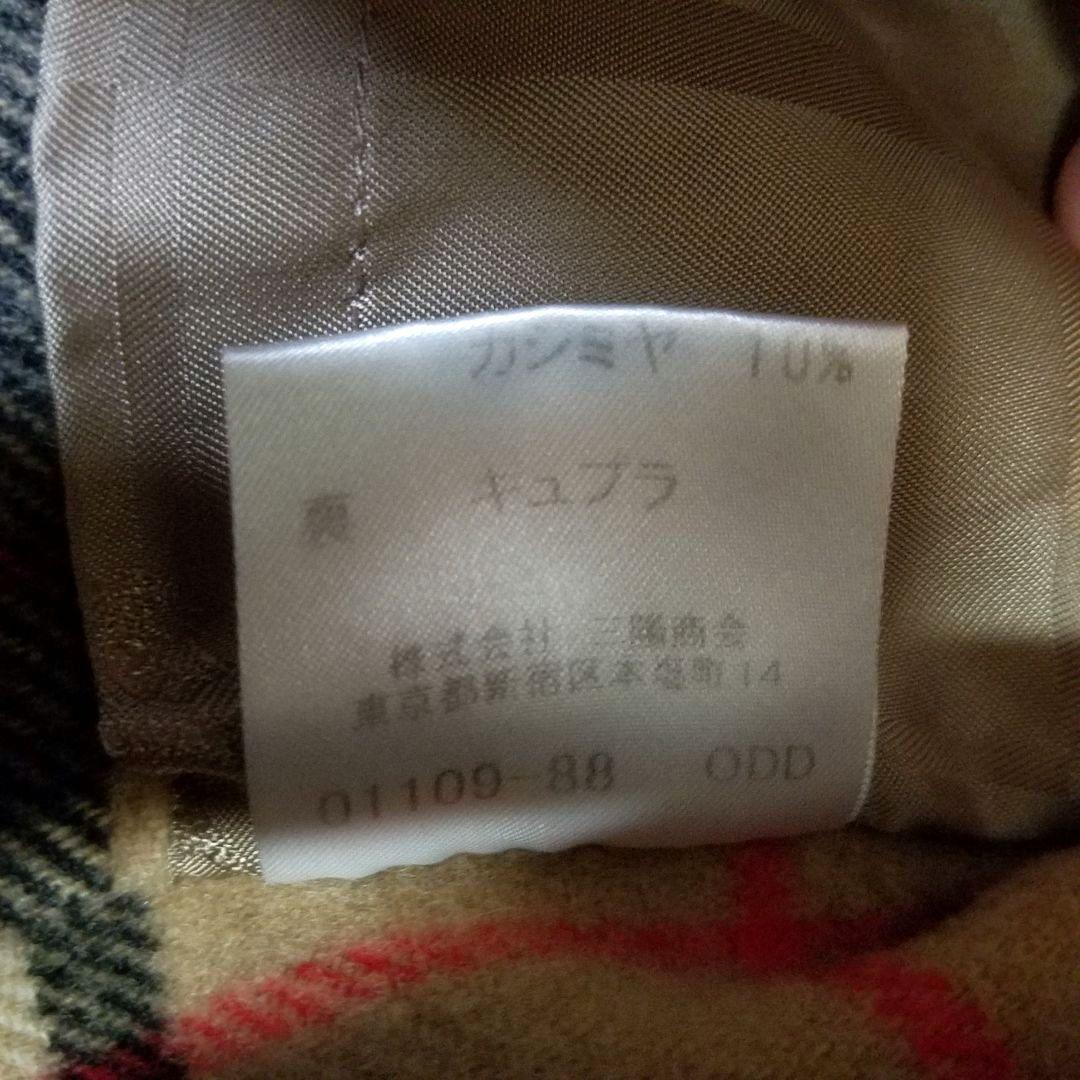 カシミヤ 10%
裏 キュプラ
株式会社 三陽商会
東京都新宿区本塩町14
01109-88 ODD